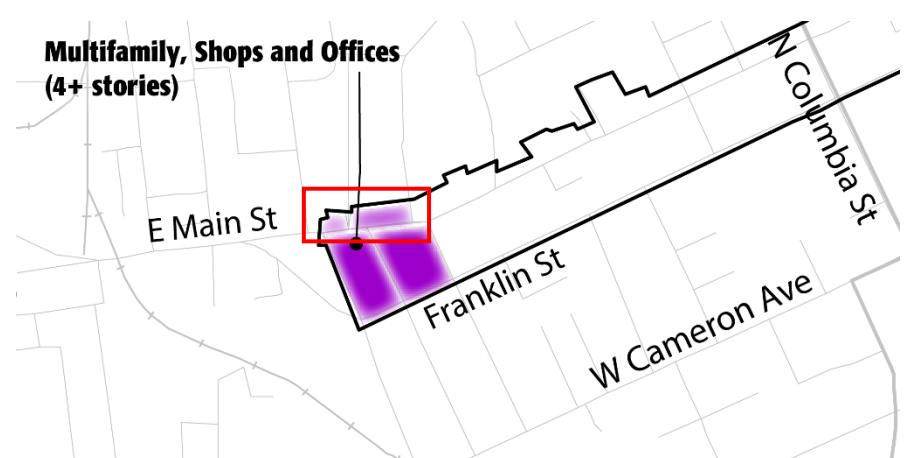 Multifamily, Shops and Offices
(4+ stories)
N Columbia St
E Main St
Franklin St
W Cameron Ave